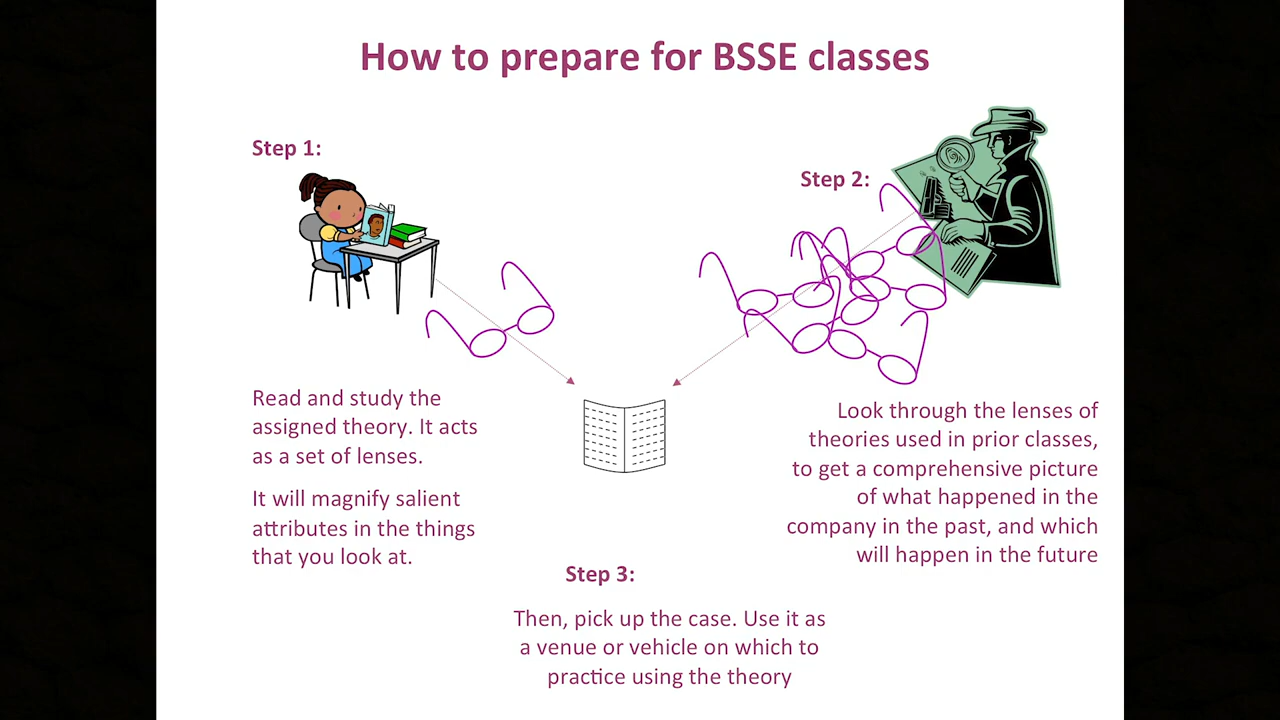 How to prepare for BSSE classes
Step 1:
Read and study the
assigned theory. It acts
as a set of lenses.
It will magnify salient
attributes in the things
that you look at.
Step 2:
Look through the lenses of
theories used in prior classes,
to get a comprehensive picture
of what happened in the
company in the past, and which
will happen in the future
Step 3:
Then, pick up the case. Use it as
a venue or vehicle on which to
practice using the theory